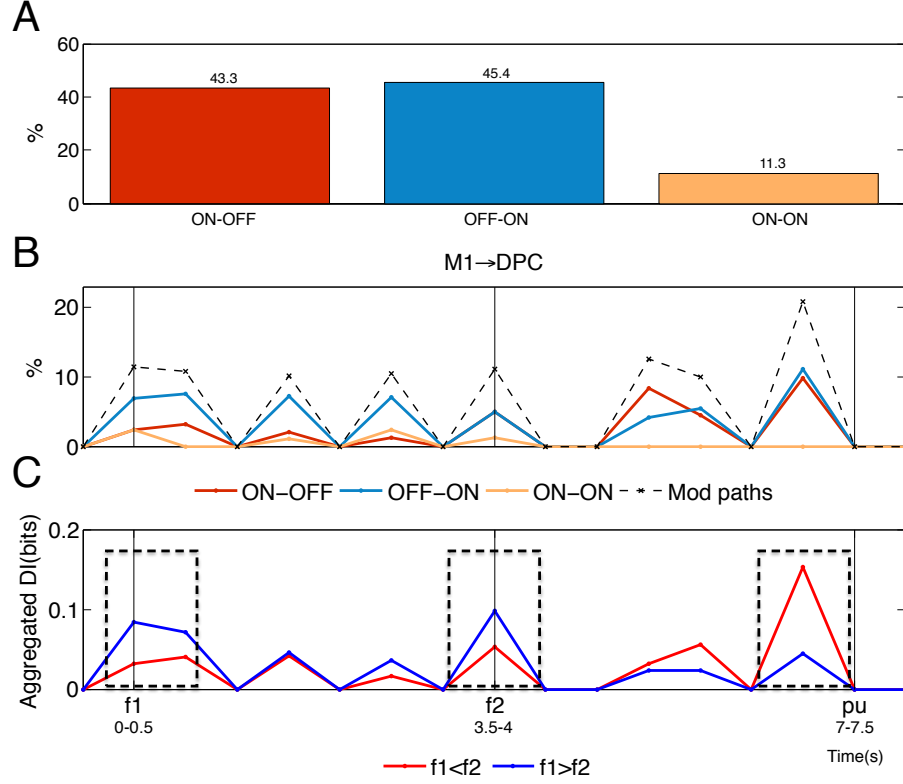 A
60
40
20
0
%
43.3
45.4
11.3
ON-OFF
OFF-ON
ON-ON
B
M1→DPC
20
10
0
%
ON–OFF OFF–ON ON–ON Mod paths
C
0.2
0.1
0
Aggregated DI(bits)
f1 f2 pu
0-0.5 3.5-4 7-7.5
Time(s)
f1<f2 f1>f2